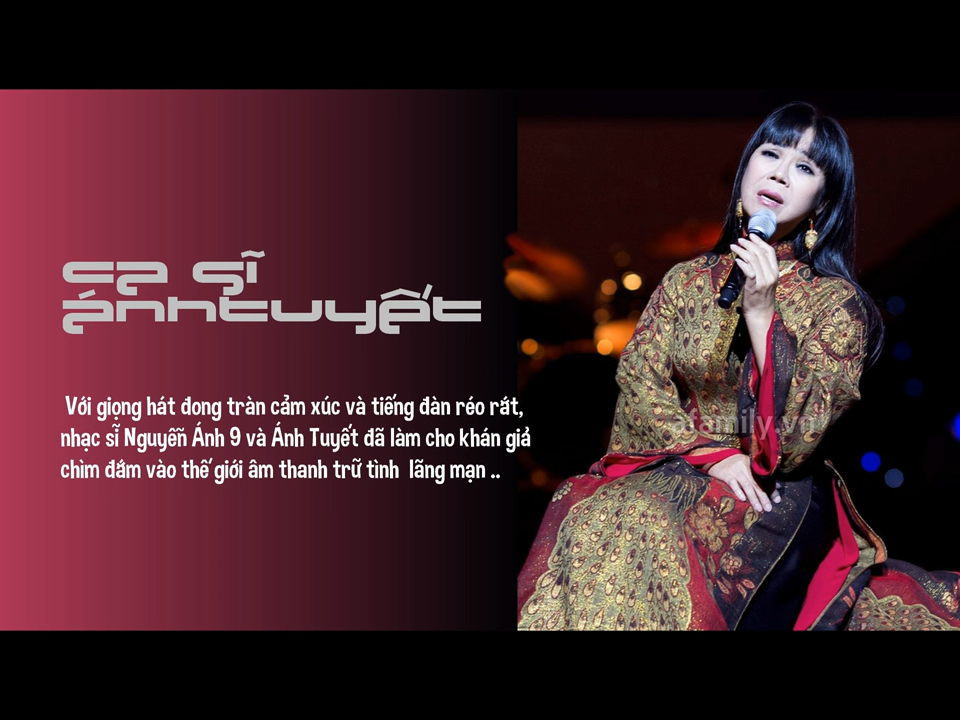 ca sĩ
ánh tuyết
Với giọng hát đong tràn cảm xúc và tiếng đàn réo rắt,
nhạc sĩ Nguyễn Ánh 9 và Ánh Tuyết đã làm cho khán giả
chìm đắm vào thế giới âm thanh trữ tình lãng mạn ..
afamily.vn